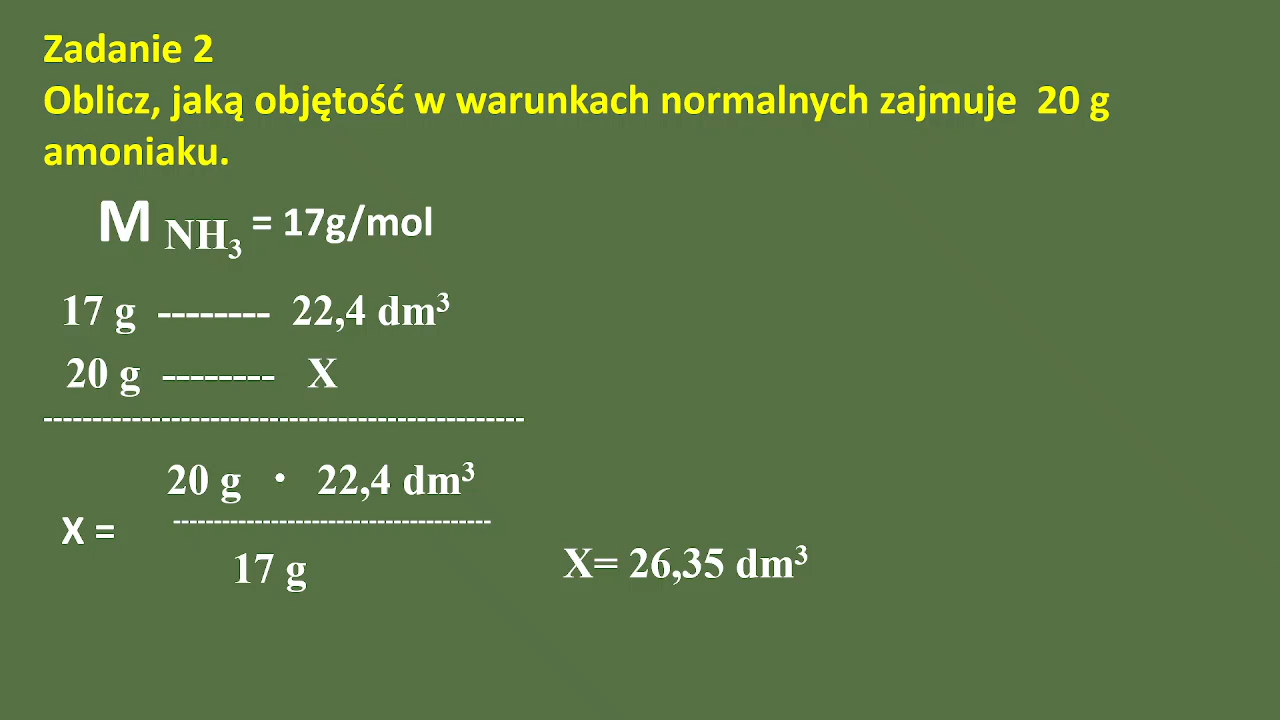 Zadanie 2
Oblicz, jaką objętość w warunkach normalnych zajmuje 20 g
amoniaku.
M NH₃ = 17g/mol
17 g -------- 22,4 dm³
20 g -------- X
--------------------------------------------------
20 g · 22,4 dm³
X = -------------------------------------
17 g
X= 26,35 dm³